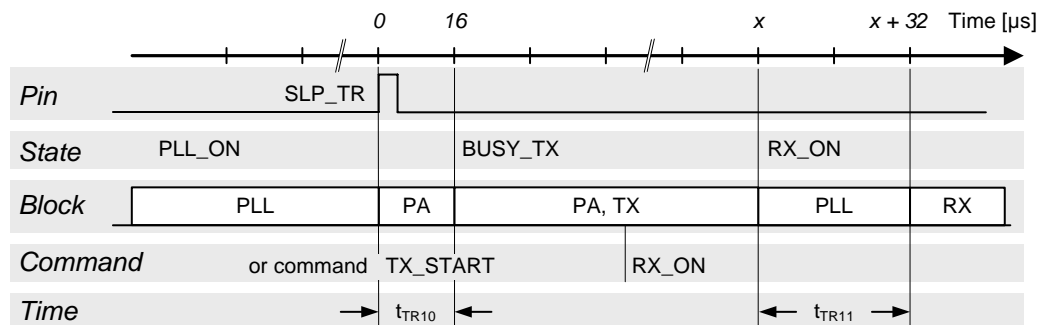 0 16 x x + 32 Time [µs]
Pin SLP_TR
State PLL_ON BUSY_TX RX_ON
Block PLL PA PA, TX PLL RX
Command or command TX_START RX_ON
Time tTR10 tTR11